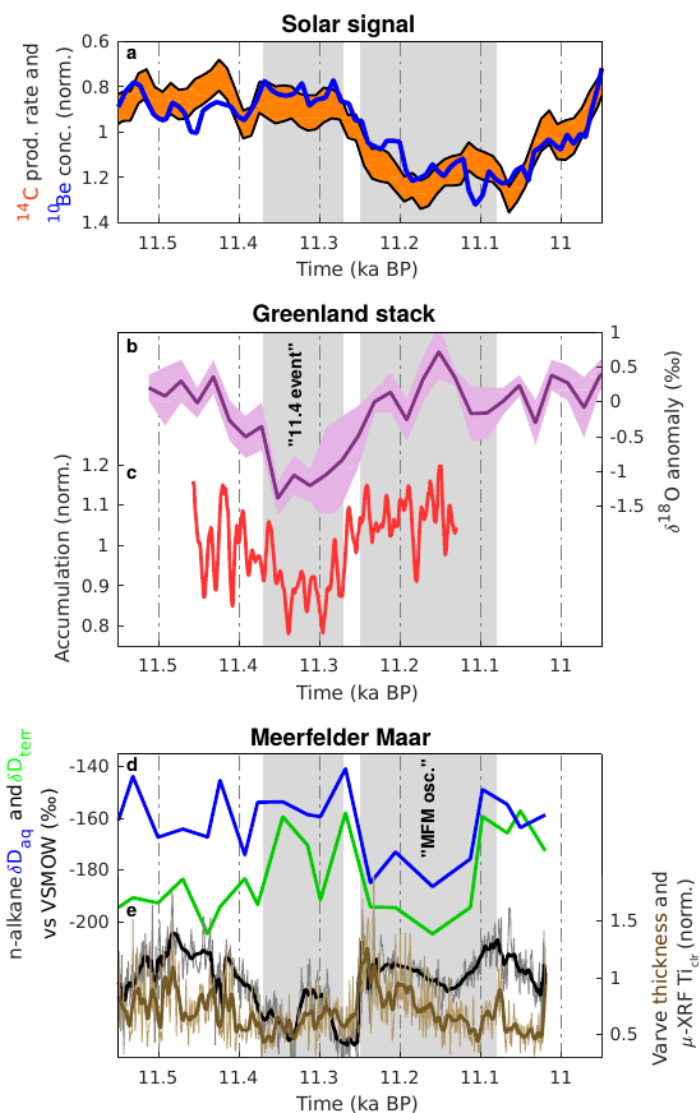 Solar signal
a
0.6
0.8
1
1.2
1.4
14C prod. rate and
10Be conc. (norm.)
11.5 11.4 11.3 11.2 11.1 11
Time (ka BP)
Greenland stack
b
"11.4 event"
1
0.5
0
-0.5
-1
-1.5
δ18O anomaly (‰)
c
1.2
1.1
1
0.9
0.8
Accumulation (norm.)
11.5 11.4 11.3 11.2 11.1 11
Time (ka BP)
Meerfelder Maar
d
"MFM osc."
-140
-160
-180
-200
n-alkane δDaq and δDterr
vs VSMOW (‰)
e
1.5
1
0.5
Varve thickness and
μ-XRF Ticlr (norm.)
11.5 11.4 11.3 11.2 11.1 11
Time (ka BP)